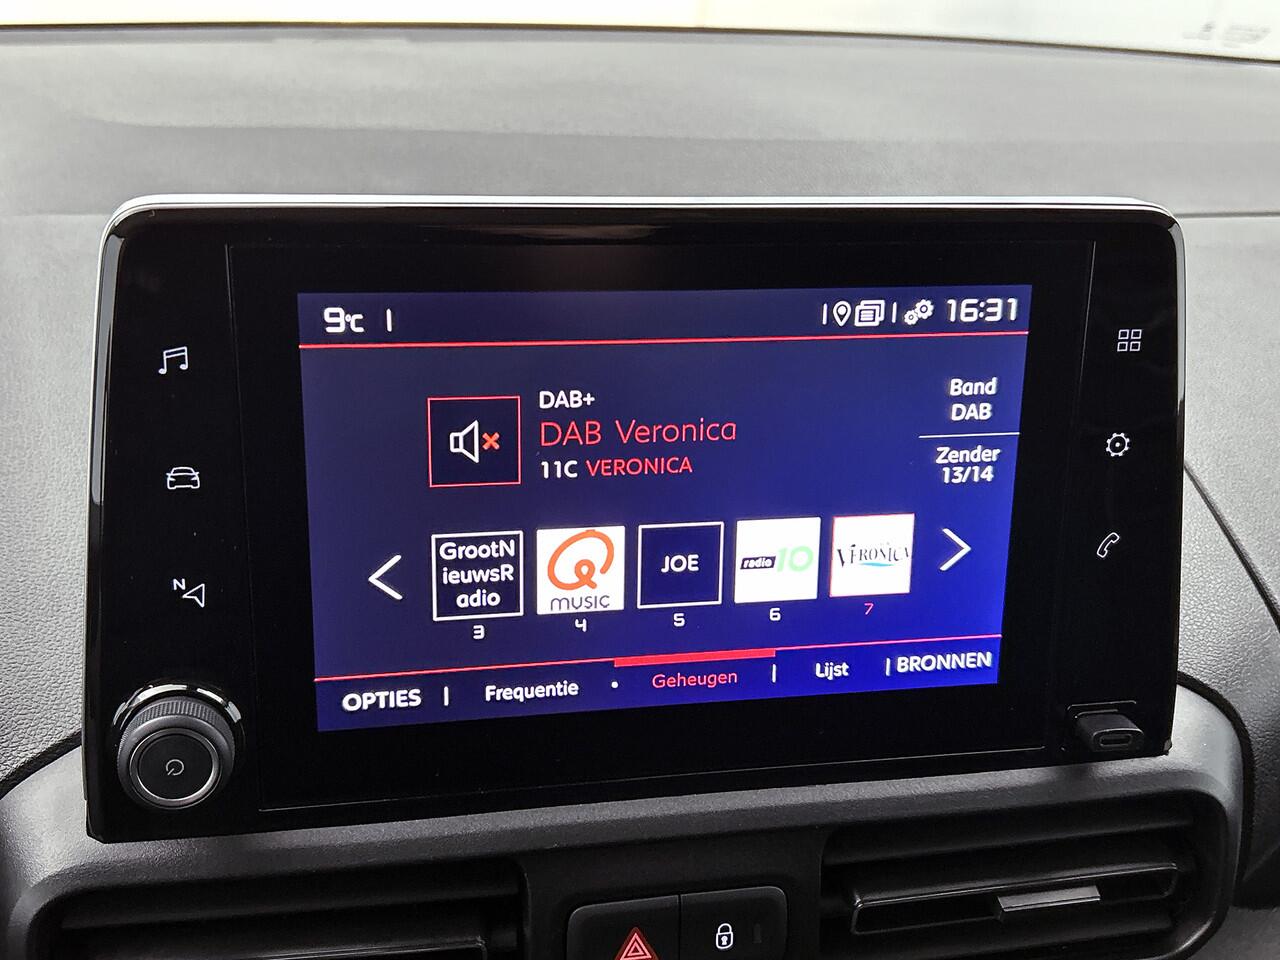 9°C
16:31
DAB+
DAB Veronica
11C VERONICA
Band
DAB
Zender
13/14
GrootN
ieuwsR
adio
3
MUSIC
4
JOE
5
radio 10
6
VERONICA
7
N
OPTIES
Frequentie
Geheugen
Lijst
BRONNEN